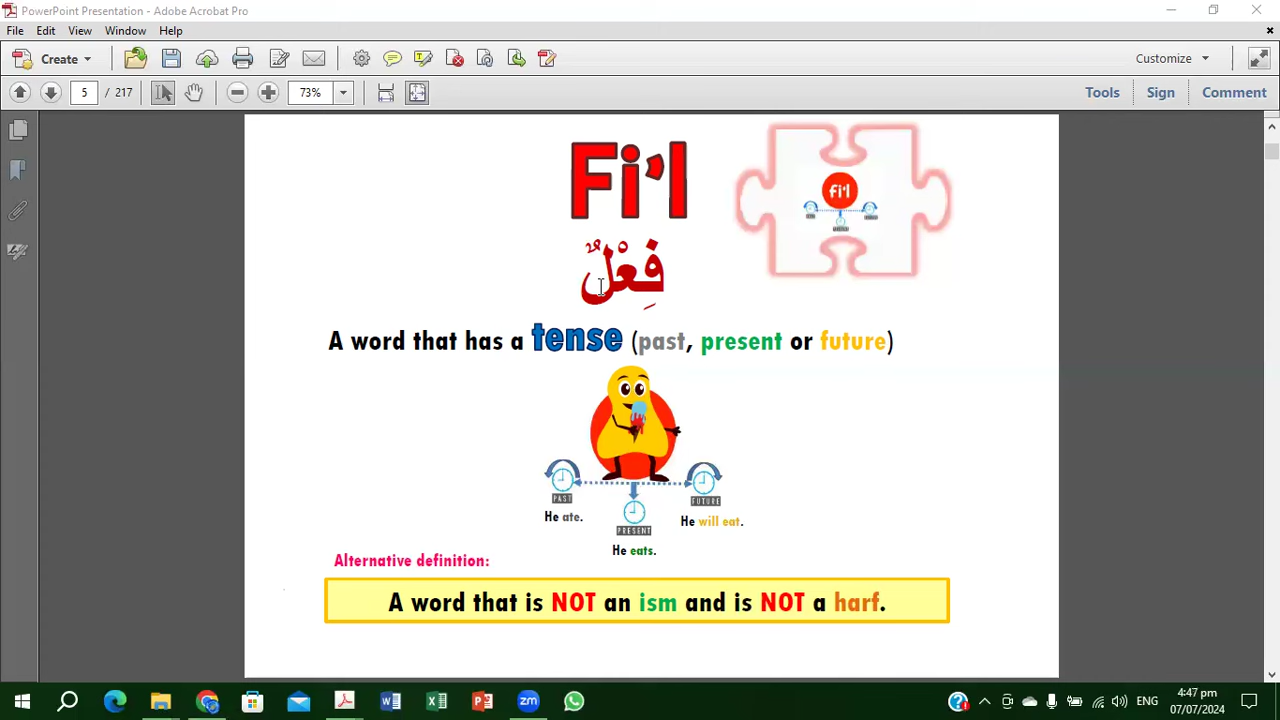 PowerPoint Presentation - Adobe Acrobat Pro
File Edit View Window Help
Create
Customize
5 / 217
73%
Tools Sign Comment
Fi'l
fi'l
فِعْلٌ
A word that has a tense (past, present or future)
PAST
FUTURE
He ate.
He will eat.
PRESENT
He eats.
Alternative definition:
A word that is NOT an ism and is NOT a harf.
ENG
4:47 pm
07/07/2024